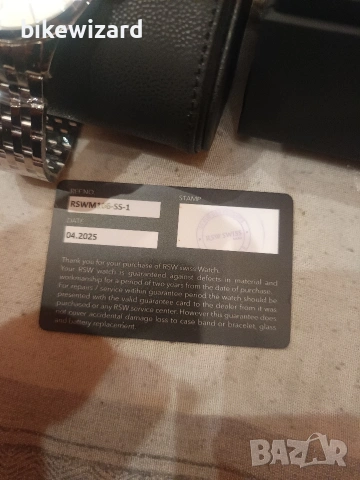 bikewizard
REF NO.
STAMP
RSWM106-SS-1
DATE
04.2025
Thank you for your purchase of RSW swiss Watch.
Your RSW watch is guaranteed against defects in material and
workmanship for a period of two years from the date of purchase.
For repairs / service within guarantee period the watch should be
presented with the valid guarantee card to the dealer from it was
purchased or any RSW service center. However this guarantee does
not cover accidental damage loss to case band or bracelet, glass
and battery replacement.
BAZAR